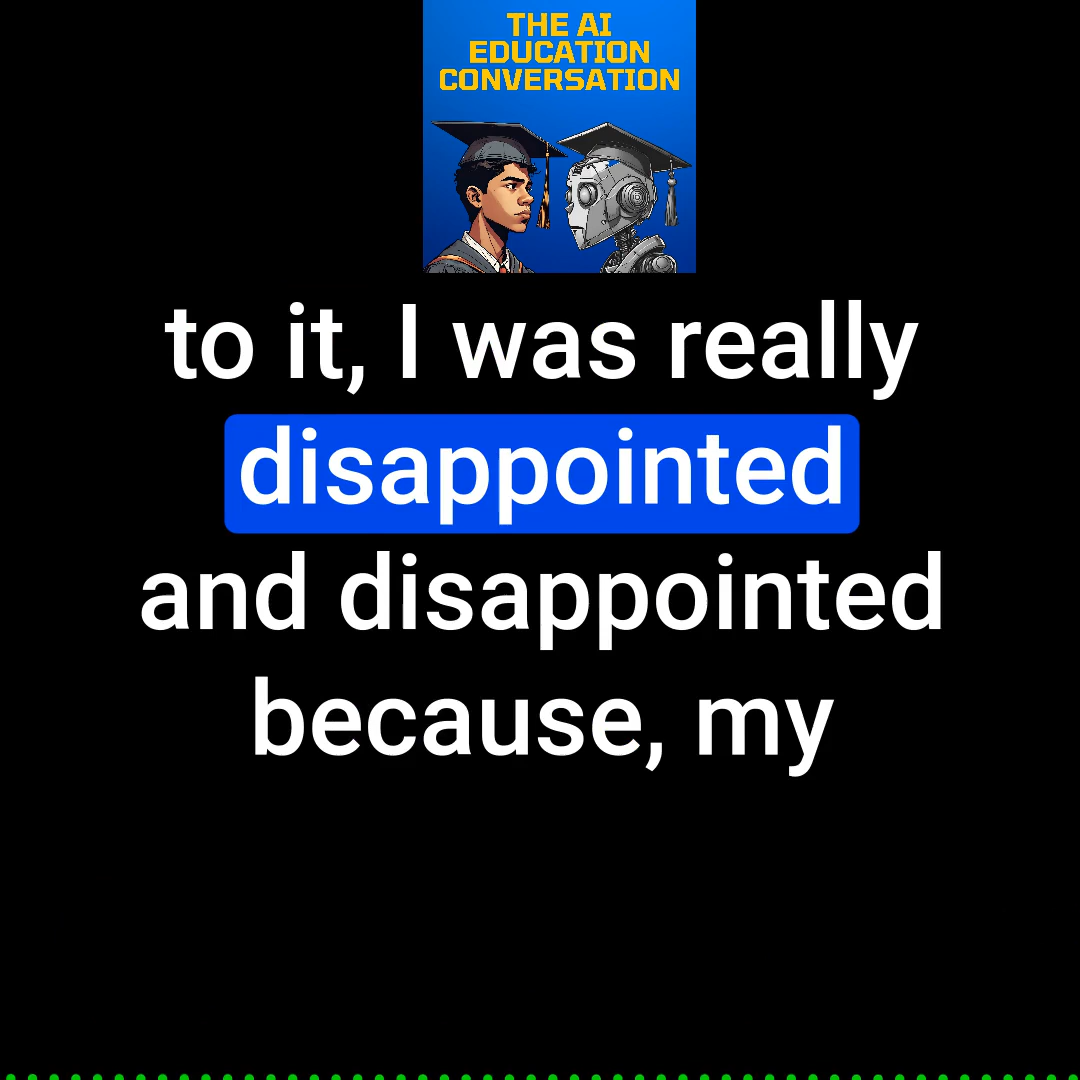 THE AI
EDUCATION
CONVERSATION
to it, I was really
disappointed
and disappointed
because, my